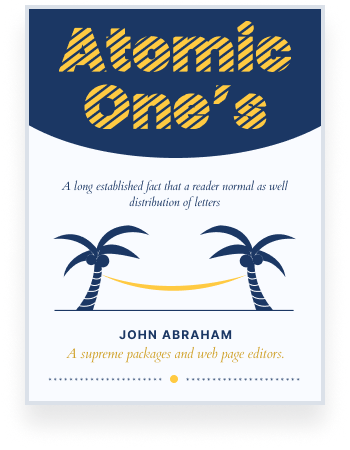 Atomic
One's
A long established fact that a reader normal as well
distribution of letters
JOHN ABRAHAM
A supreme packages and web page editors.